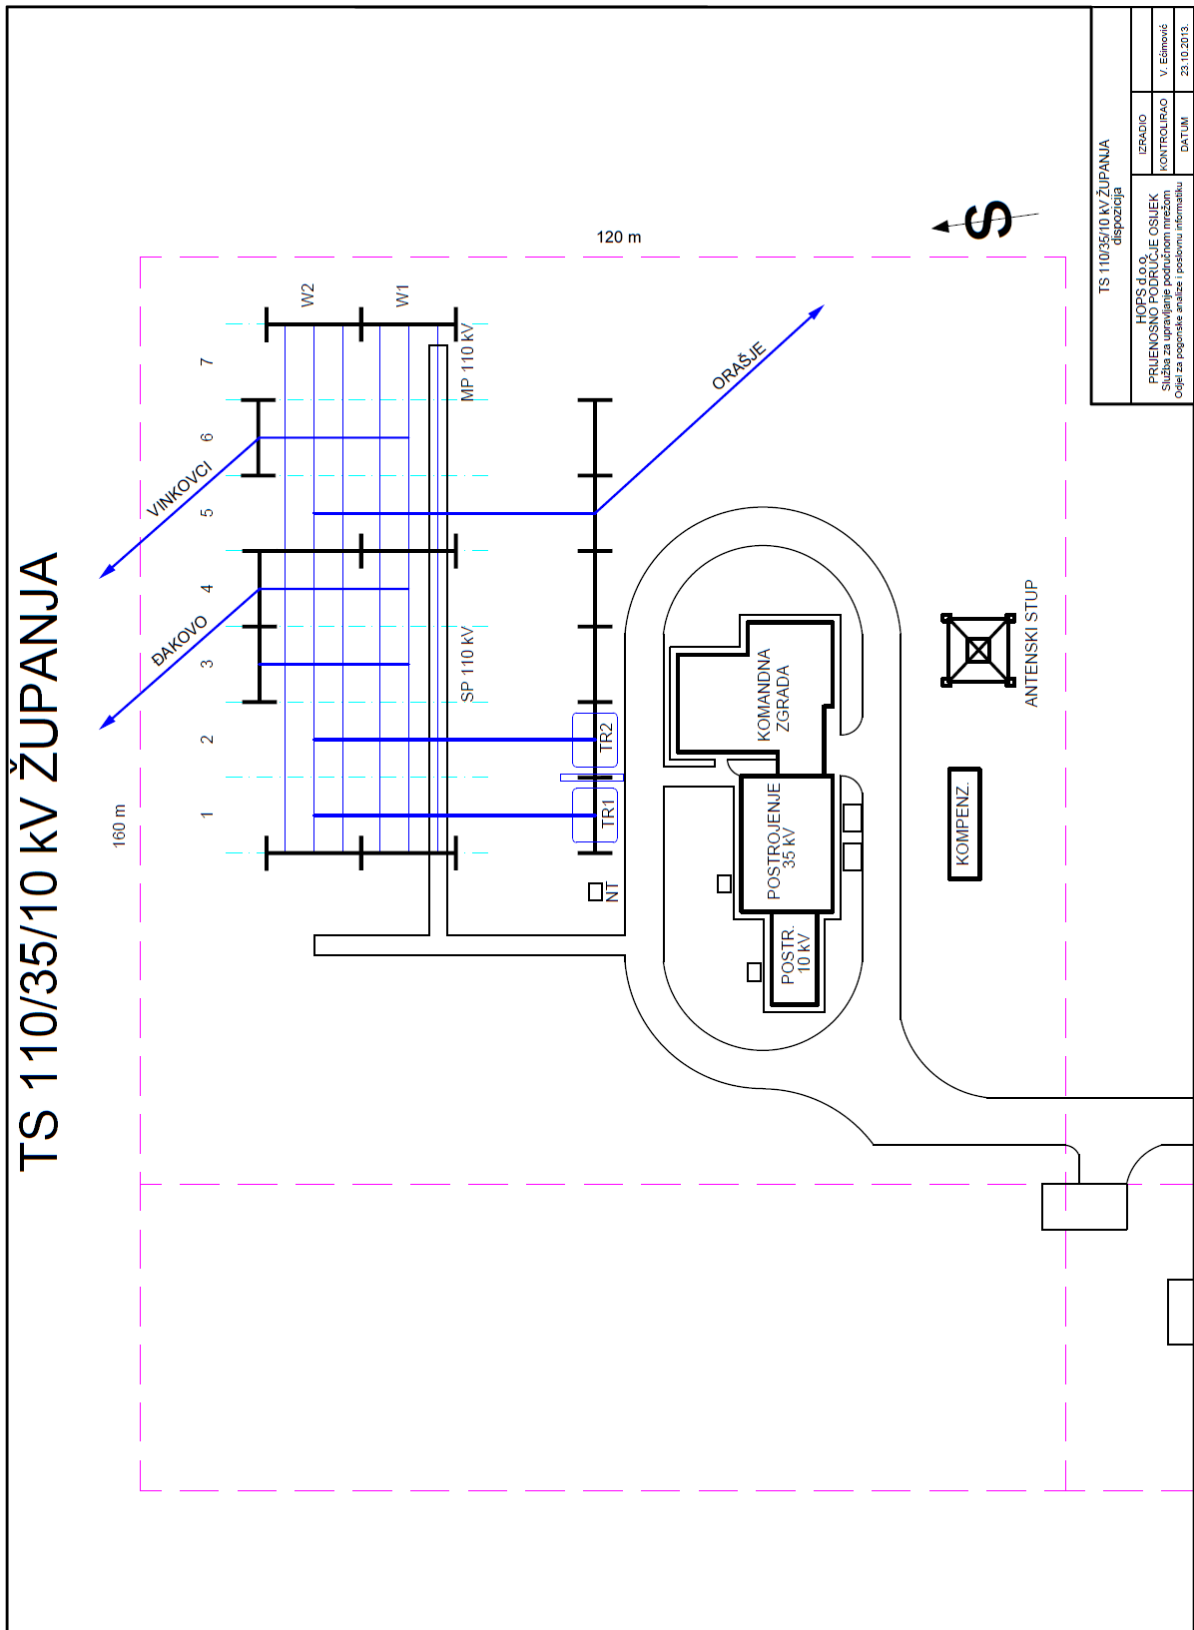 TS 110/35/10 kV ŽUPANJA
160 m
120 m
1
2
3
4
5
6
7
W2
W1
ĐAKOVO
VINKOVCI
ORAŠJE
SP 110 kV
MP 110 kV
TR1
TR2
NT
KOMANDNA
ZGRADA
POSTROJENJE
35 kV
POSTR.
10 kV
KOMPENZ.
ANTENSKI STUP
S
TS 110/35/10 kV ŽUPANJA
dispozicija
HOPS d.o.o.
PRIJENOSNO PODRUČJE OSIJEK
Služba za upravljanje područnom mrežom
Odjel za pogonske analize i poslovnu informatiku
IZRADIO
KONTROLIRAO
V. Ećimović
DATUM
23.10.2013.